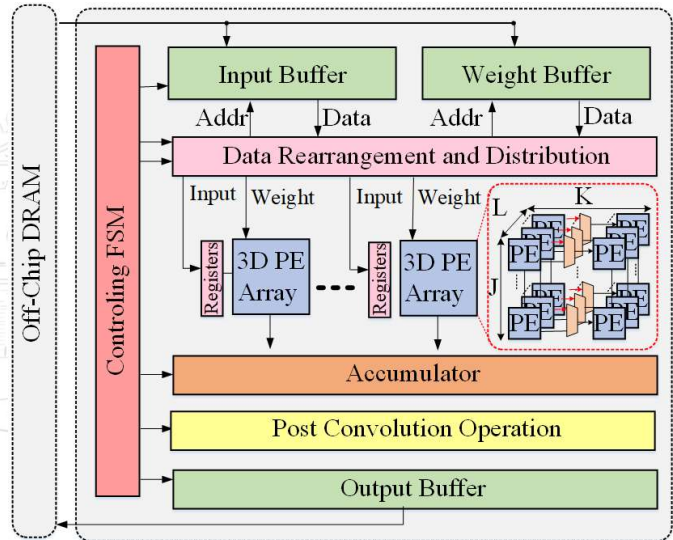 Off-Chip DRAM
Controling FSM
Input Buffer
Weight Buffer
Addr
Data
Addr
Data
Data Rearrangement and Distribution
Input
Weight
Input
Weight
Registers
3D PE
Array
Registers
3D PE
Array
L
K
J
PE
PE
PE
PE
PE
PE
PE
PE
Accumulator
Post Convolution Operation
Output Buffer